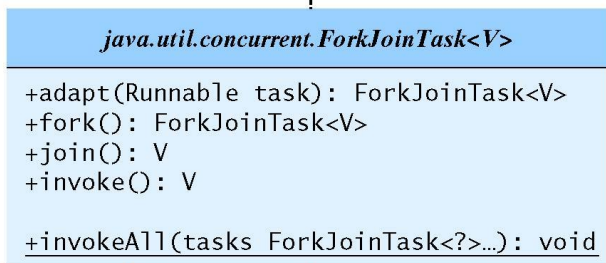 java.util.concurrent.ForkJoinTask<V>
+adapt(Runnable task): ForkJoinTask<V>
+fork(): ForkJoinTask<V>
+join(): V
+invoke(): V
+invokeAll(tasks ForkJoinTask<?>…): void